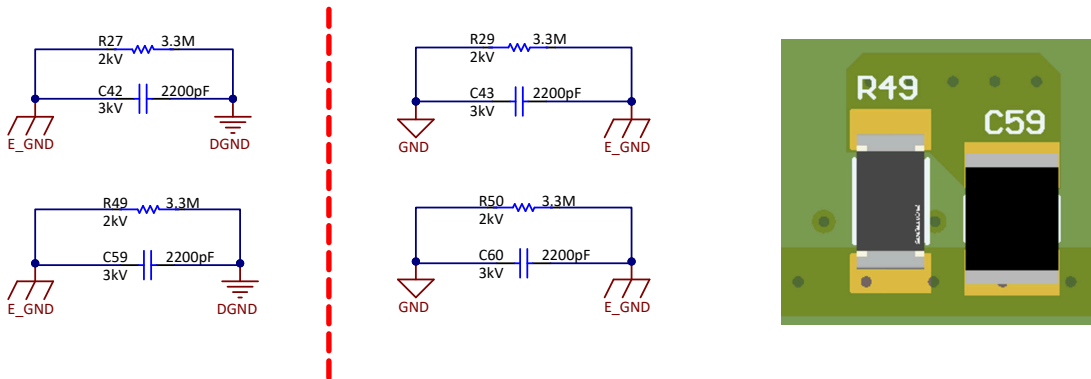 R27 3.3M
2kV
C42 2200pF
3kV
E_GND DGND
R29 3.3M
2kV
C43 2200pF
3kV
GND E_GND
R49 3.3M
2kV
C59 2200pF
3kV
E_GND DGND
R50 3.3M
2kV
C60 2200pF
3kV
GND E_GND
R49
C59